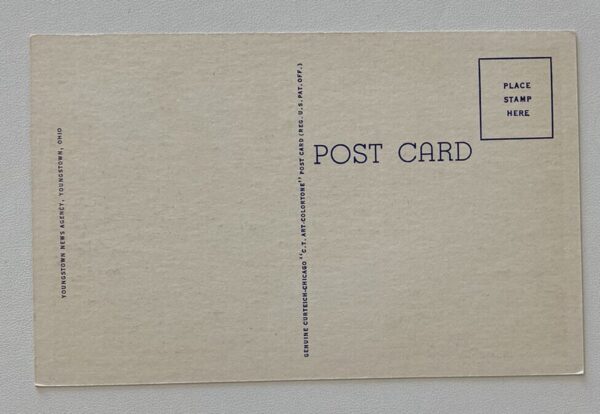 YOUNGSTOWN NEWS AGENCY, YOUNGSTOWN, OHIO
GENUINE CURTEICH-CHICAGO "C.T. ART-COLORTONE" POST CARD (REG. U.S. PAT. OFF.)
POST CARD
PLACE
STAMP
HERE